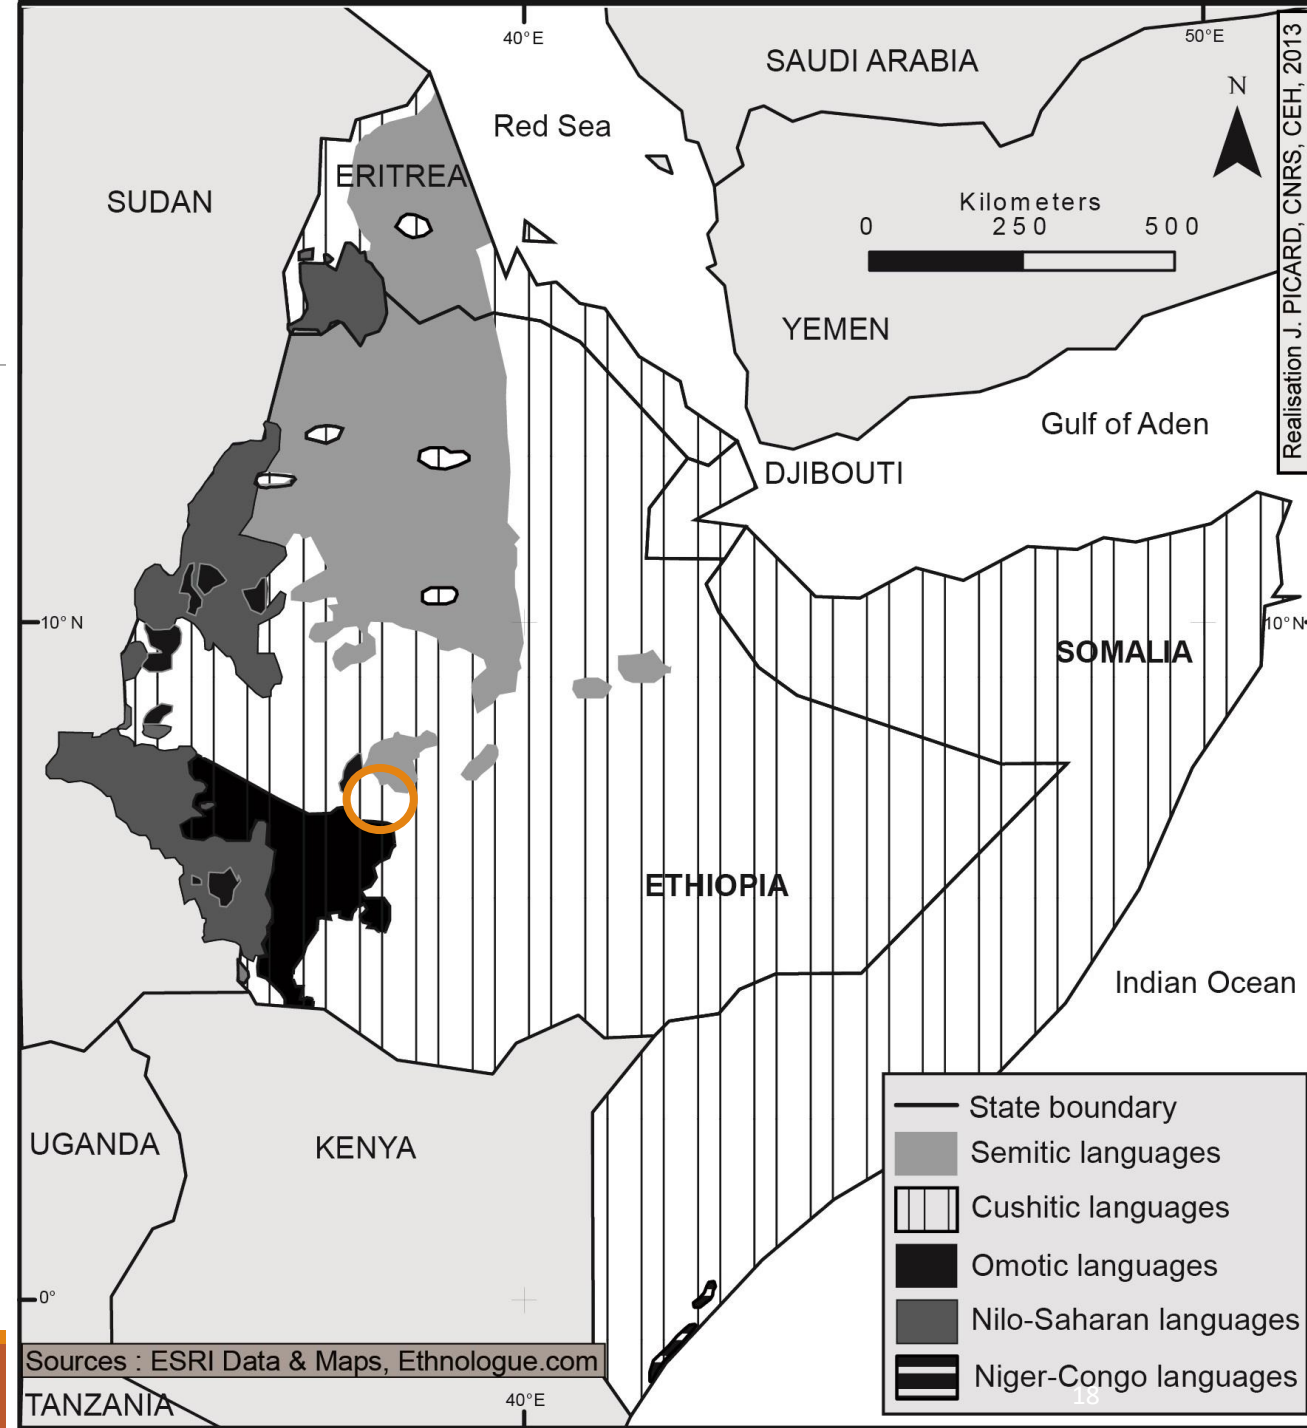 40°E
50°E
SAUDI ARABIA
Realisation J. PICARD, CNRS, CEH, 2013
N
Red Sea
ERITREA
SUDAN
Kilometers
0 250 500
YEMEN
Gulf of Aden
DJIBOUTI
10° N
10°N
SOMALIA
ETHIOPIA
Indian Ocean
State boundary
UGANDA
KENYA
Semitic languages
Cushitic languages
Omotic languages
0°
Nilo-Saharan languages
Sources : ESRI Data & Maps, Ethnologue.com
Niger-Congo languages
18
TANZANIA
40°E